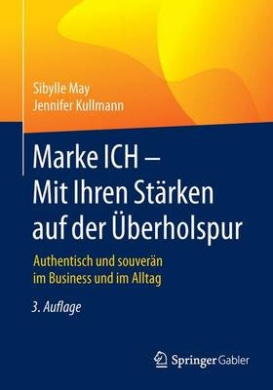 Sibylle May
Jennifer Kullmann
Marke ICH –
Mit Ihren Stärken
auf der Überholspur
Authentisch und souverän
im Business und im Alltag
3. Auflage
Springer Gabler